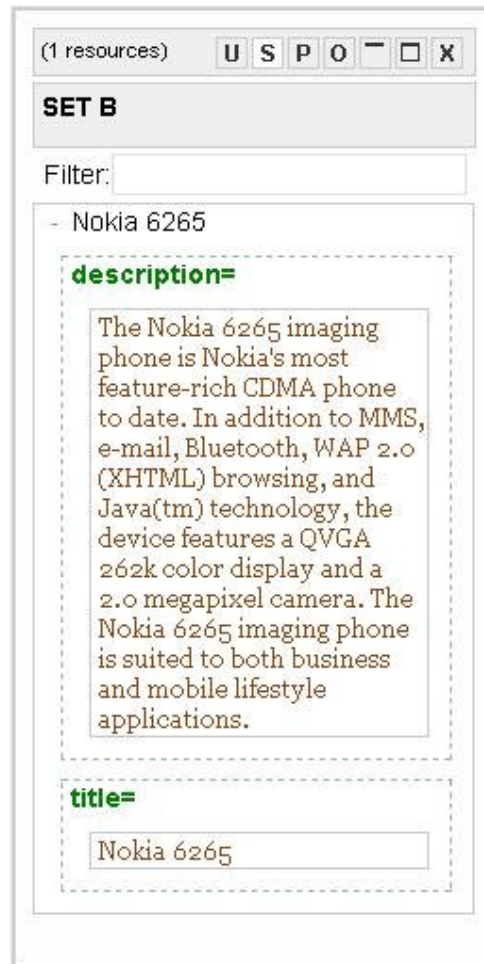 (1 resources) U S P O X
SET B
Filter:
- Nokia 6265
description=
The Nokia 6265 imaging
phone is Nokia's most
feature-rich CDMA phone
to date. In addition to MMS,
e-mail, Bluetooth, WAP 2.0
(XHTML) browsing, and
Java(tm) technology, the
device features a QVGA
262k color display and a
2.0 megapixel camera. The
Nokia 6265 imaging phone
is suited to both business
and mobile lifestyle
applications.
title=
Nokia 6265